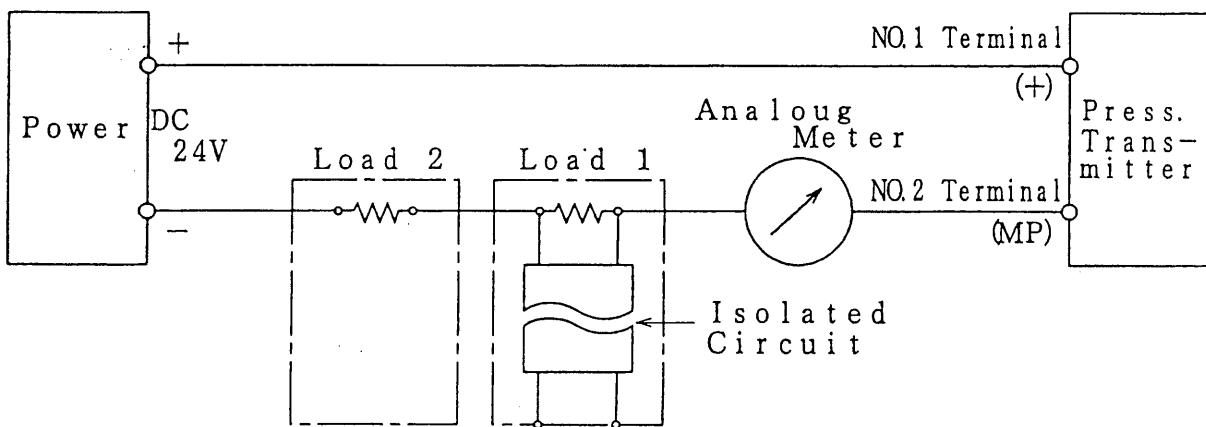 +
NO.1 Terminal
(+)
Power
DC
24V
Analoug
Meter
Press.
Trans-
mitter
Load 2
Load 1
NO.2 Terminal
(MP)
-
Isolated
Circuit